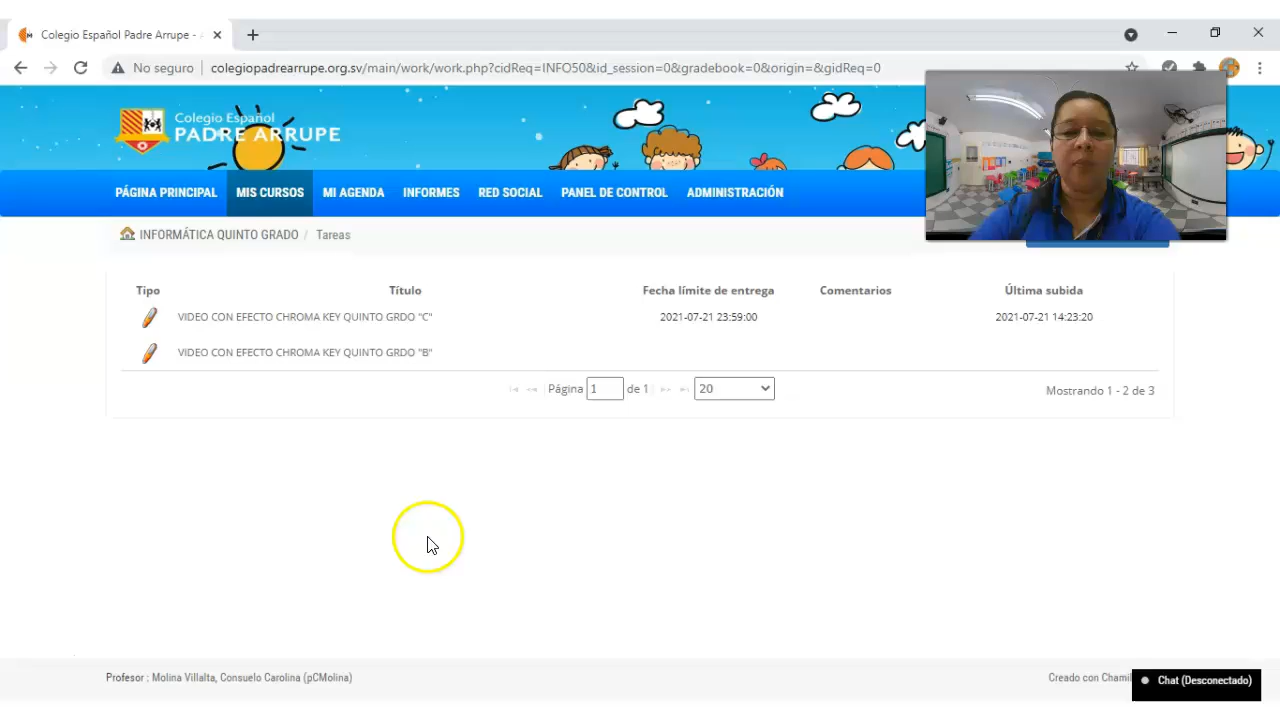 Colegio Español Padre Arrupe -
No seguro
colegiopadrearrupe.org.sv/main/work/work.php?cidReq=INFO50&id_session=0&gradebook=0&origin=&gidReq=0
Colegio Español
PADRE ARRUPE
PÁGINA PRINCIPAL MIS CURSOS MI AGENDA INFORMES RED SOCIAL PANEL DE CONTROL ADMINISTRACIÓN
INFORMÁTICA QUINTO GRADO / Tareas
Tipo Título Fecha límite de entrega Comentarios Última subida
VIDEO CON EFECTO CHROMA KEY QUINTO GRDO "C" 2021-07-21 23:59:00 2021-07-21 14:23:20
VIDEO CON EFECTO CHROMA KEY QUINTO GRDO "B"
Página 1 de 1 20 Mostrando 1 - 2 de 3
Profesor : Molina Villalta, Consuelo Carolina (pCMolina) Creado con Chamil
Chat (Desconectado)